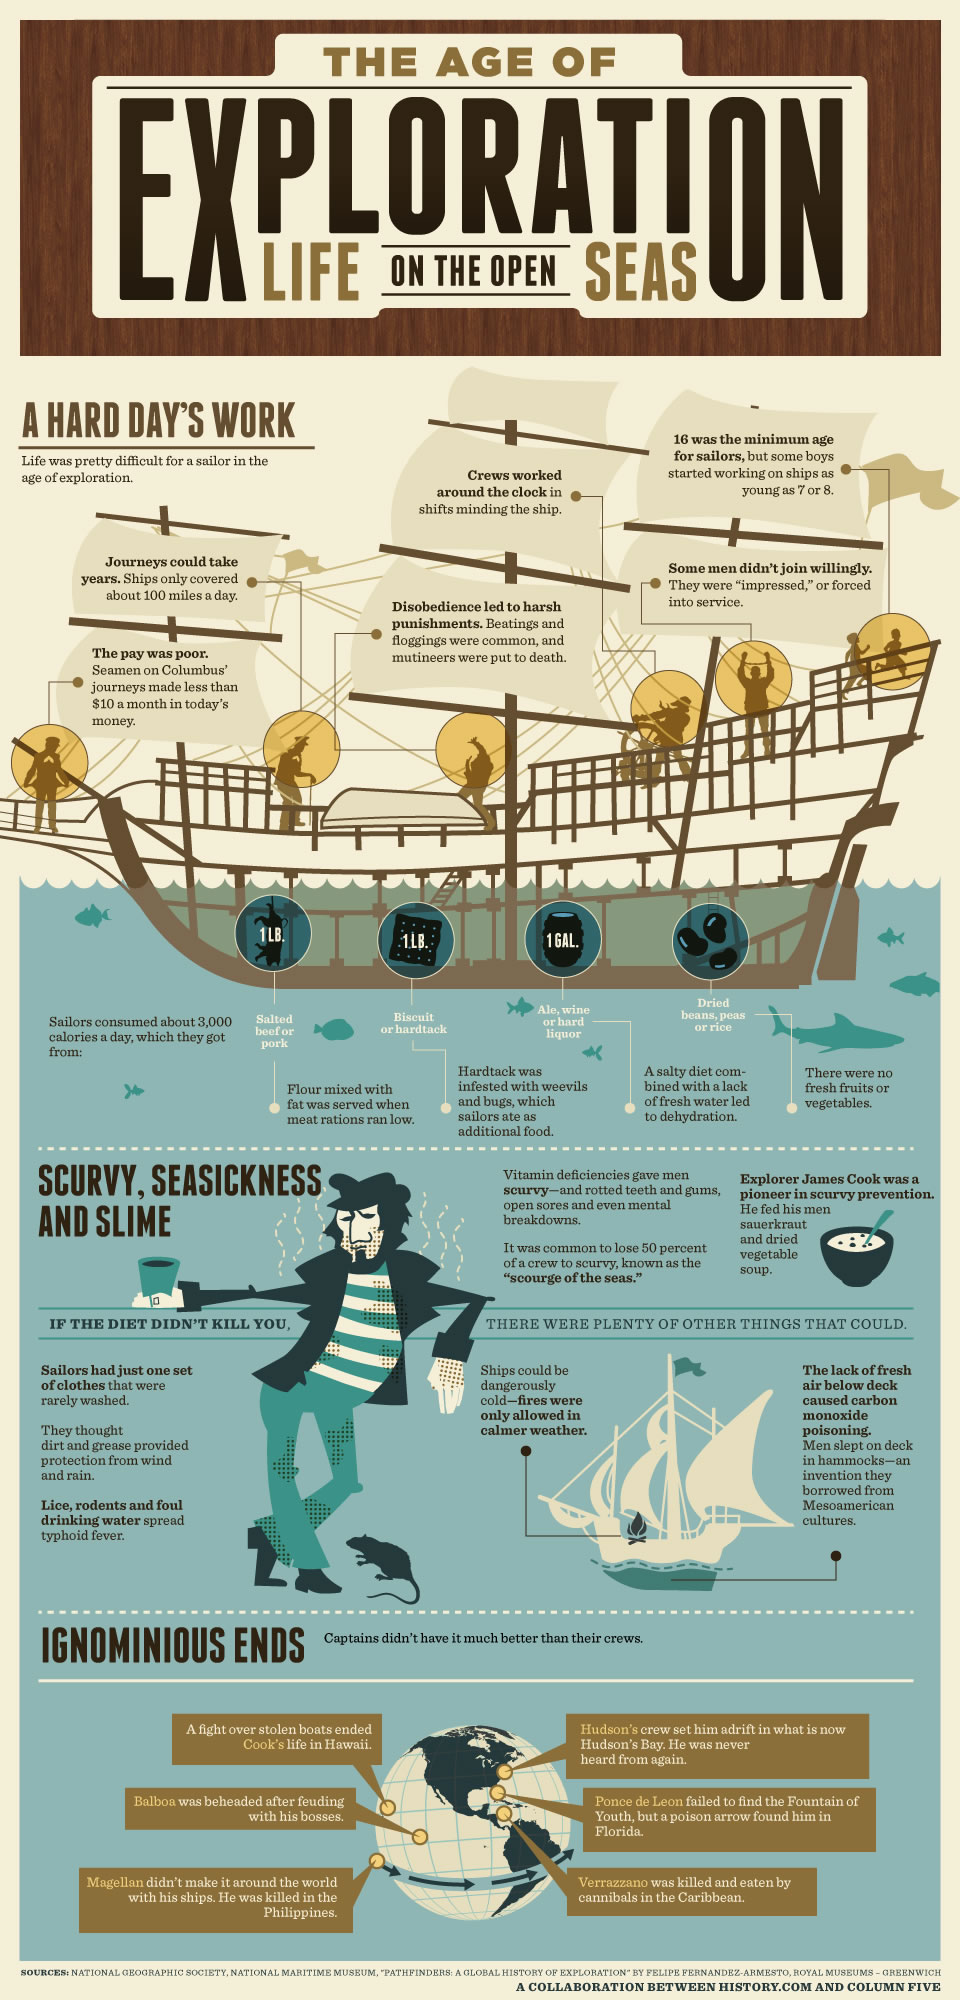 THE AGE OF
EXPLORATION
LIFE ON THE OPEN SEAS
A HARD DAY'S WORK
Life was pretty difficult for a sailor in the
age of exploration.
16 was the minimum age
for sailors, but some boys
started working on ships as
young as 7 or 8.
Crews worked
around the clock in
shifts minding the ship.
Journeys could take
years. Ships only covered
about 100 miles a day.
Some men didn't join willingly.
They were “impressed,” or forced
into service.
Disobedience led to harsh
punishments. Beatings and
floggings were common, and
mutineers were put to death.
The pay was poor.
Seamen on Columbus'
journeys made less than
$10 a month in today's
money.
1 LB.
1 LB.
1 GAL.
Sailors consumed about 3,000
calories a day, which they got
from:
Salted
beef or
pork
Biscuit
or hardtack
Ale, wine
or hard
liquor
Dried
beans, peas
or rice
Flour mixed with
fat was served when
meat rations ran low.
Hardtack was
infested with weevils
and bugs, which
sailors ate as
additional food.
A salty diet com-
bined with a lack
of fresh water led
to dehydration.
There were no
fresh fruits or
vegetables.
SCURVY, SEASICKNESS
AND SLIME
Vitamin deficiencies gave men
scurvy—and rotted teeth and gums,
open sores and even mental
breakdowns.
It was common to lose 50 percent
of a crew to scurvy, known as the
“scourge of the seas.”
Explorer James Cook was a
pioneer in scurvy prevention.
He fed his men
sauerkraut
and dried
vegetable
soup.
IF THE DIET DIDN'T KILL YOU, THERE WERE PLENTY OF OTHER THINGS THAT COULD.
Sailors had just one set
of clothes that were
rarely washed.
They thought
dirt and grease provided
protection from wind
and rain.
Lice, rodents and foul
drinking water spread
typhoid fever.
Ships could be
dangerously
cold—fires were
only allowed in
calmer weather.
The lack of fresh
air below deck
caused carbon
monoxide
poisoning.
Men slept on deck
in hammocks—an
invention they
borrowed from
Mesoamerican
cultures.
IGNOMINIOUS ENDS
Captains didn't have it much better than their crews.
A fight over stolen boats ended
Cook's life in Hawaii.
Balboa was beheaded after feuding
with his bosses.
Magellan didn't make it around the world
with his ships. He was killed in the
Philippines.
Hudson's crew set him adrift in what is now
Hudson's Bay. He was never
heard from again.
Ponce de Leon failed to find the Fountain of
Youth, but a poison arrow found him in
Florida.
Verrazzano was killed and eaten by
cannibals in the Caribbean.
SOURCES: NATIONAL GEOGRAPHIC SOCIETY, NATIONAL MARITIME MUSEUM, "PATHFINDERS: A GLOBAL HISTORY OF EXPLORATION" BY FELIPE FERNANDEZ-ARMESTO, ROYAL MUSEUMS – GREENWICH
A COLLABORATION BETWEEN HISTORY.COM AND COLUMN FIVE